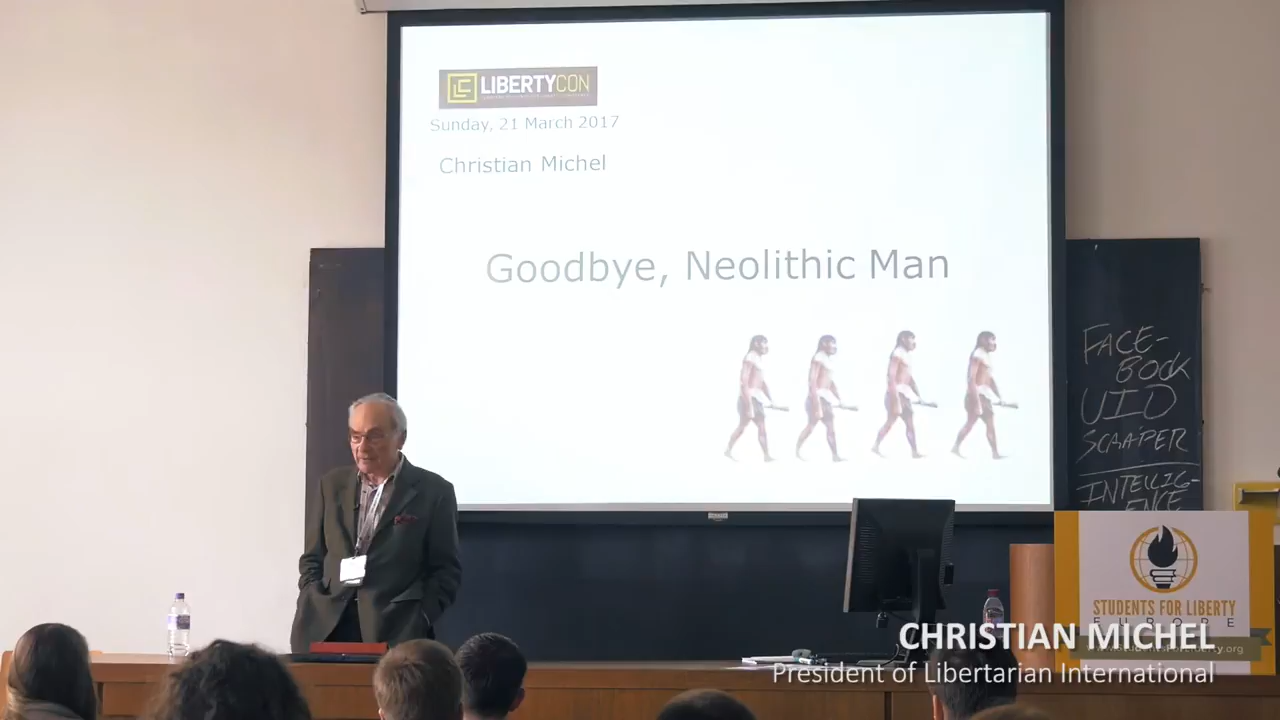 LIBERTYCON
Sunday, 21 March 2017
Christian Michel
Goodbye, Neolithic Man
FACE-
BOOK
UID
SCRAPER
INTELLIG-
ENCE
STUDENTS FOR LIBERTY
EUROPE
CHRISTIAN MICHEL
President of Libertarian International